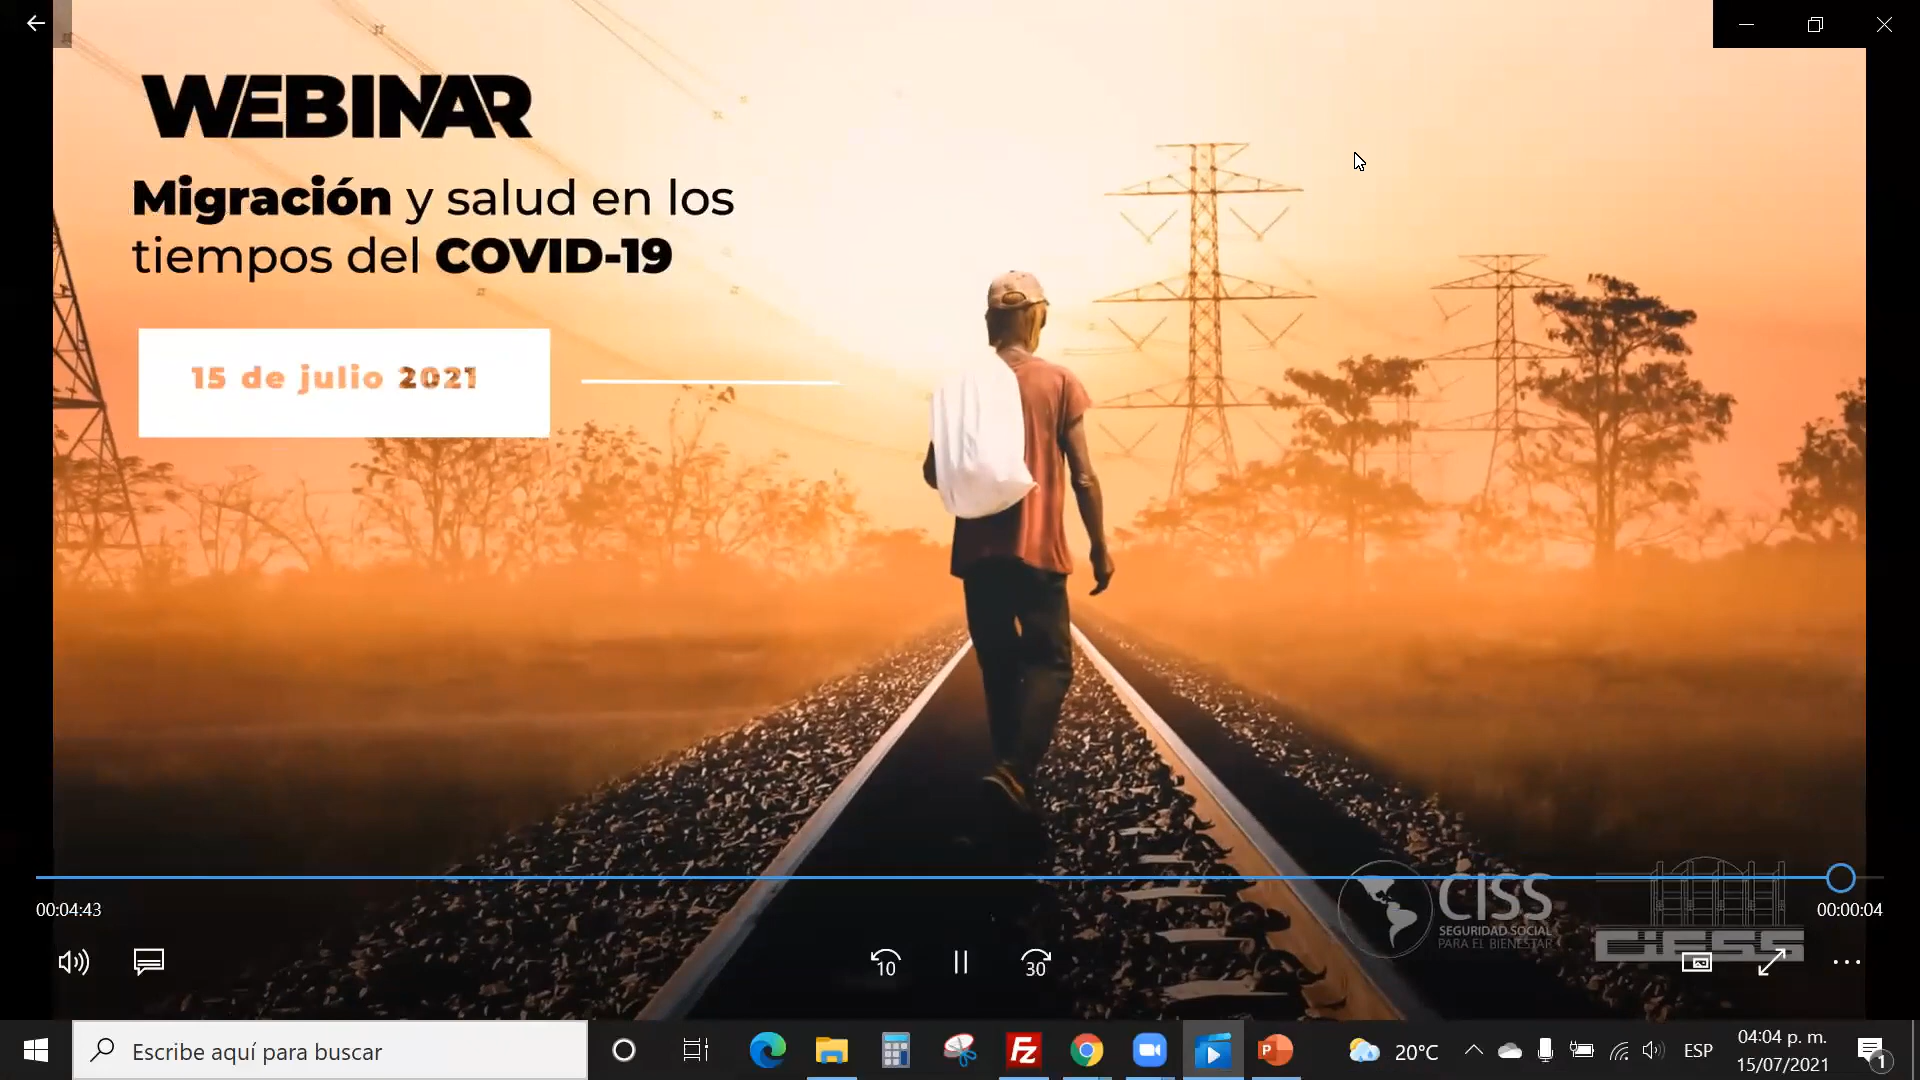 WEBINAR
Migración y salud en los
tiempos del COVID-19
15 de julio 2021
CISS
SEGURIDAD SOCIAL
PARA EL BIENESTAR
CIESS
00:04:43
00:00:04
10
30
Escribe aquí para buscar
20°C
ESP
04:04 p. m.
15/07/2021
1